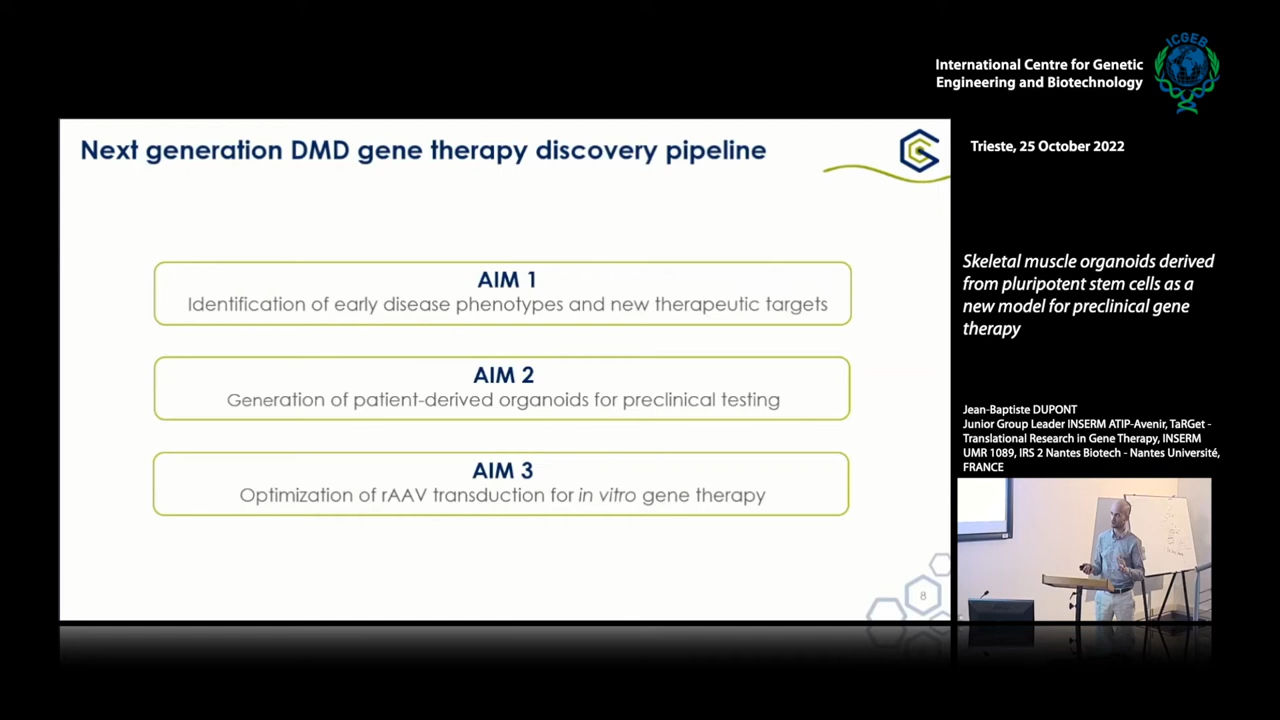 ICGEB
International Centre for Genetic
Engineering and Biotechnology
Trieste, 25 October 2022
Next generation DMD gene therapy discovery pipeline
AIM 1
Identification of early disease phenotypes and new therapeutic targets
AIM 2
Generation of patient-derived organoids for preclinical testing
AIM 3
Optimization of rAAV transduction for in vitro gene therapy
8
Skeletal muscle organoids derived
from pluripotent stem cells as a
new model for preclinical gene
therapy
Jean-Baptiste DUPONT
Junior Group Leader INSERM ATIP-Avenir, TaRGet -
Translational Research in Gene Therapy, INSERM
UMR 1089, IRS 2 Nantes Biotech - Nantes Université,
FRANCE